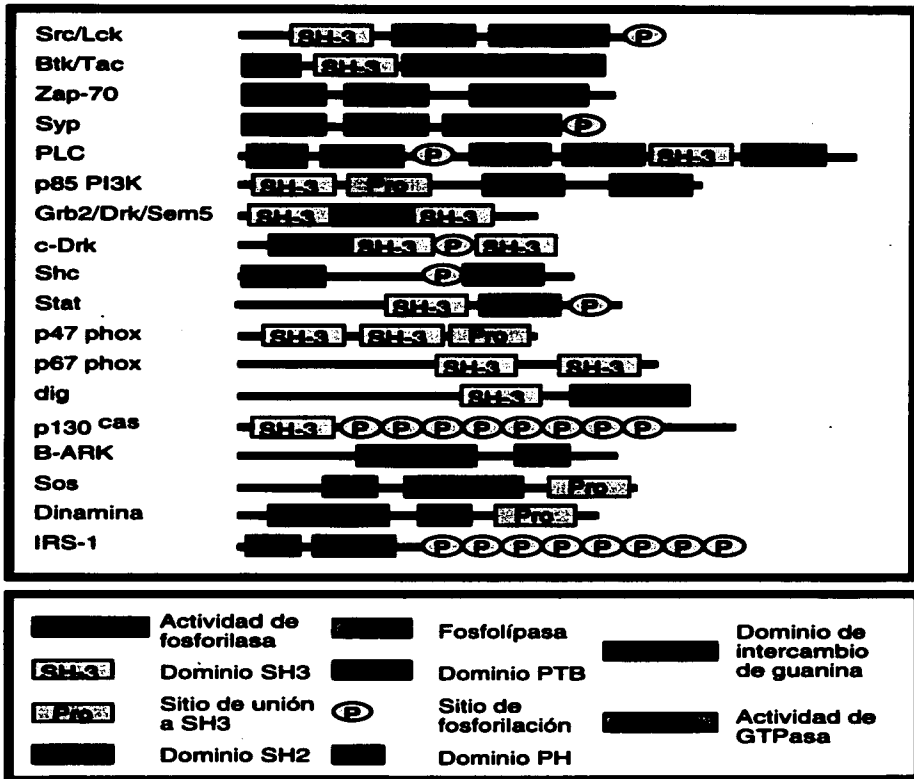 Src/Lck SH-3 P
Btk/Tac SH-3
Zap-70
Syp P
PLC P SH-3
p85 PI3K SH-3 Pro
Grb2/Drk/Sem5 SH-3 SH-3
c-Drk SH-3 P SH-3
Shc P
Stat SH-3 P
p47 phox SH-3 SH-3 Pro
p67 phox SH-3 SH-3
dig SH-3
p130 cas SH-3 P P P P P P P P
B-ARK
Sos Pro
Dinamina Pro
IRS-1 P P P P P P P P
Actividad de
fosforilasa
Fosfolípasa
Dominio de
intercambio
de guanina
SH-3 Dominio SH3
Dominio PTB
Pro Sitio de unión
a SH3
P Sitio de
fosforilación
Actividad de
GTPasa
Dominio SH2
Dominio PH